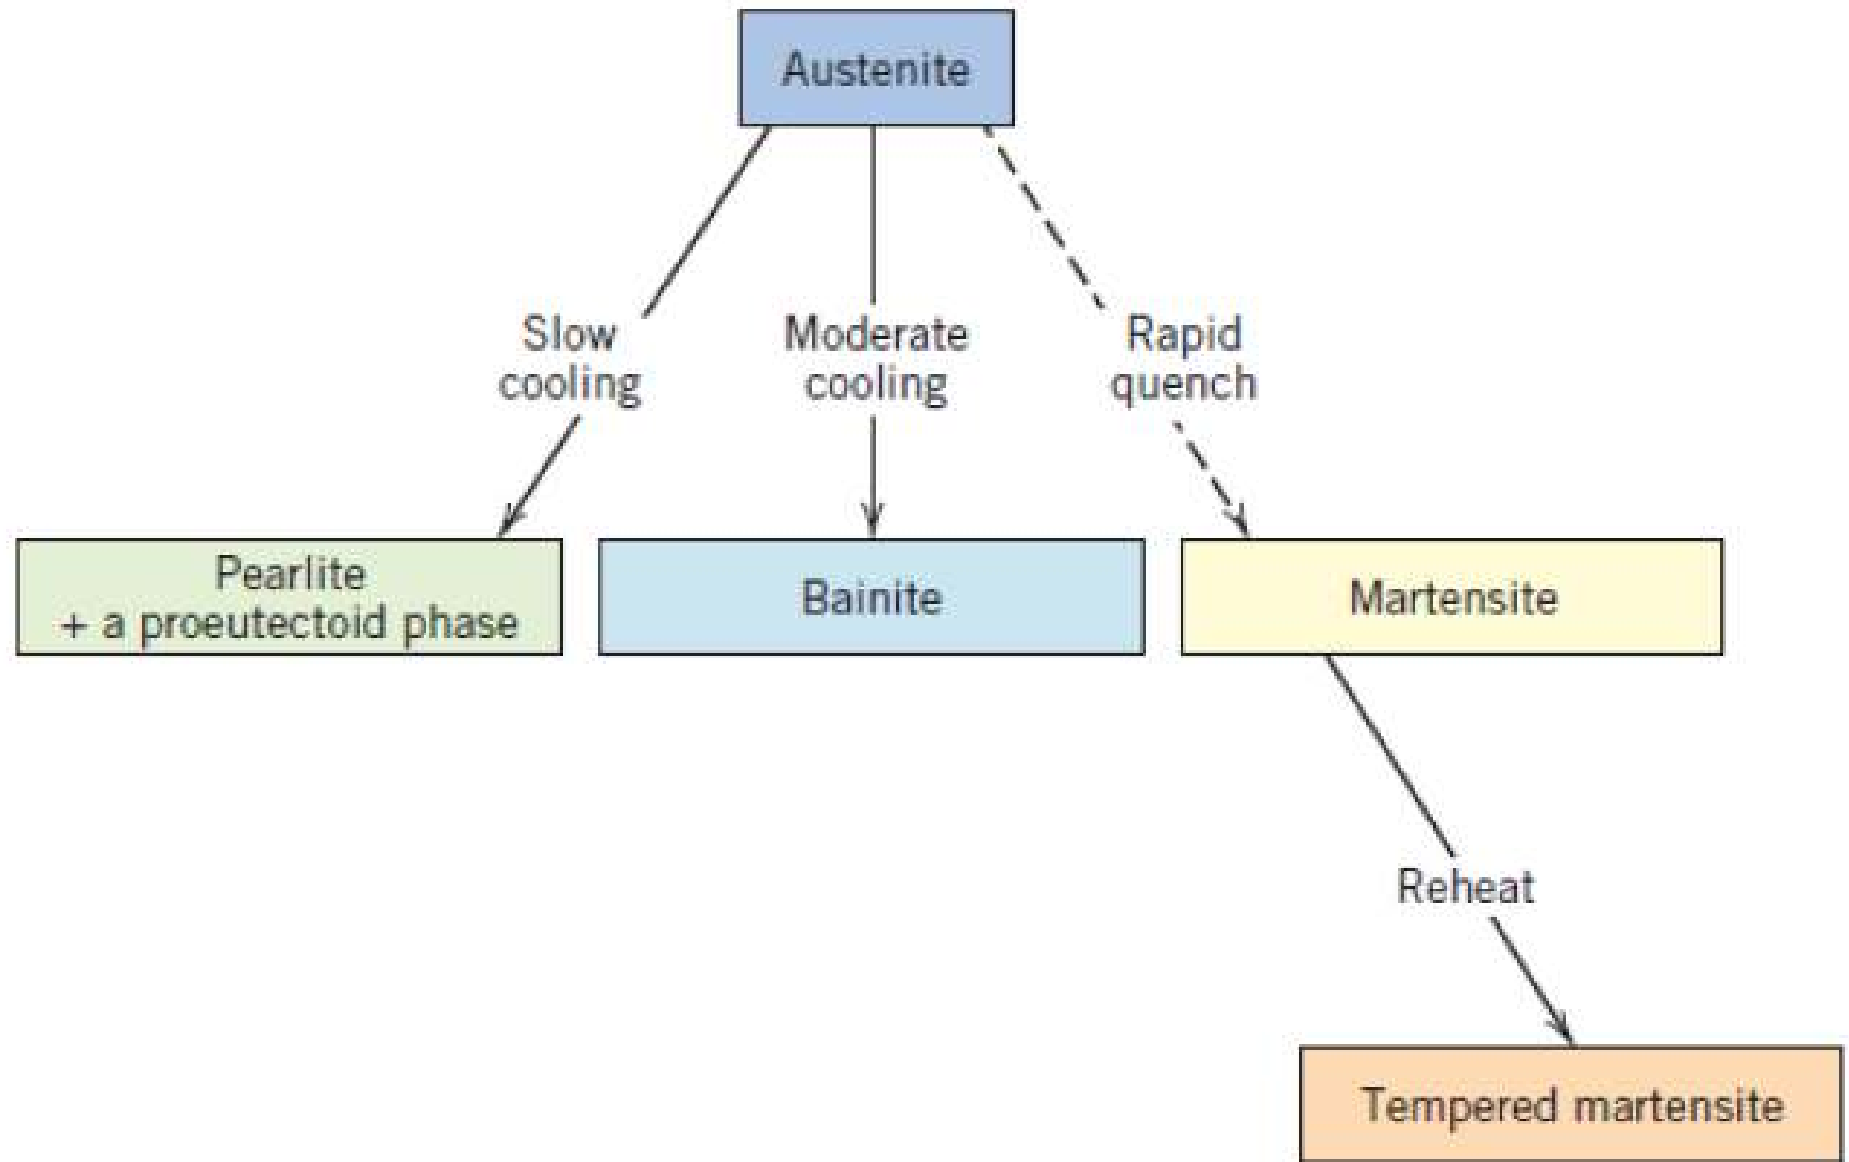 Austenite
Slow
cooling
Moderate
cooling
Rapid
quench
Pearlite
+ a proeutectoid phase
Bainite
Martensite
Reheat
Tempered martensite